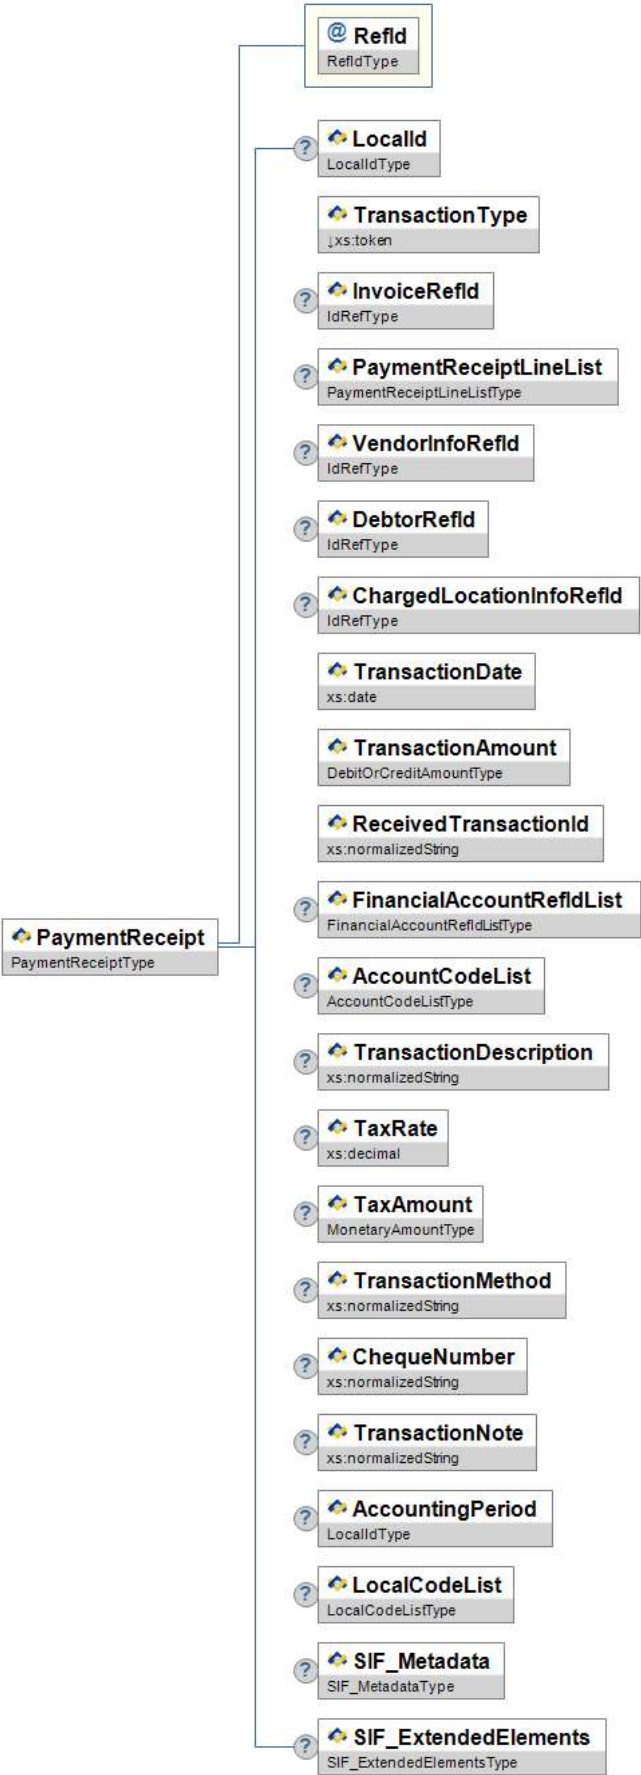 @ RefId
RefIdType
? LocalId
LocalIdType
TransactionType
↓xs:token
? InvoiceRefId
IdRefType
? PaymentReceiptLineList
PaymentReceiptLineListType
? VendorInfoRefId
IdRefType
? DebtorRefId
IdRefType
? ChargedLocationInfoRefId
IdRefType
TransactionDate
xs:date
TransactionAmount
DebitOrCreditAmountType
ReceivedTransactionId
xs:normalizedString
? FinancialAccountRefIdList
FinancialAccountRefIdListType
PaymentReceipt
PaymentReceiptType
? AccountCodeList
AccountCodeListType
? TransactionDescription
xs:normalizedString
? TaxRate
xs:decimal
? TaxAmount
MonetaryAmountType
? TransactionMethod
xs:normalizedString
? ChequeNumber
xs:normalizedString
? TransactionNote
xs:normalizedString
? AccountingPeriod
LocalIdType
? LocalCodeList
LocalCodeListType
? SIF_Metadata
SIF_MetadataType
? SIF_ExtendedElements
SIF_ExtendedElementsType